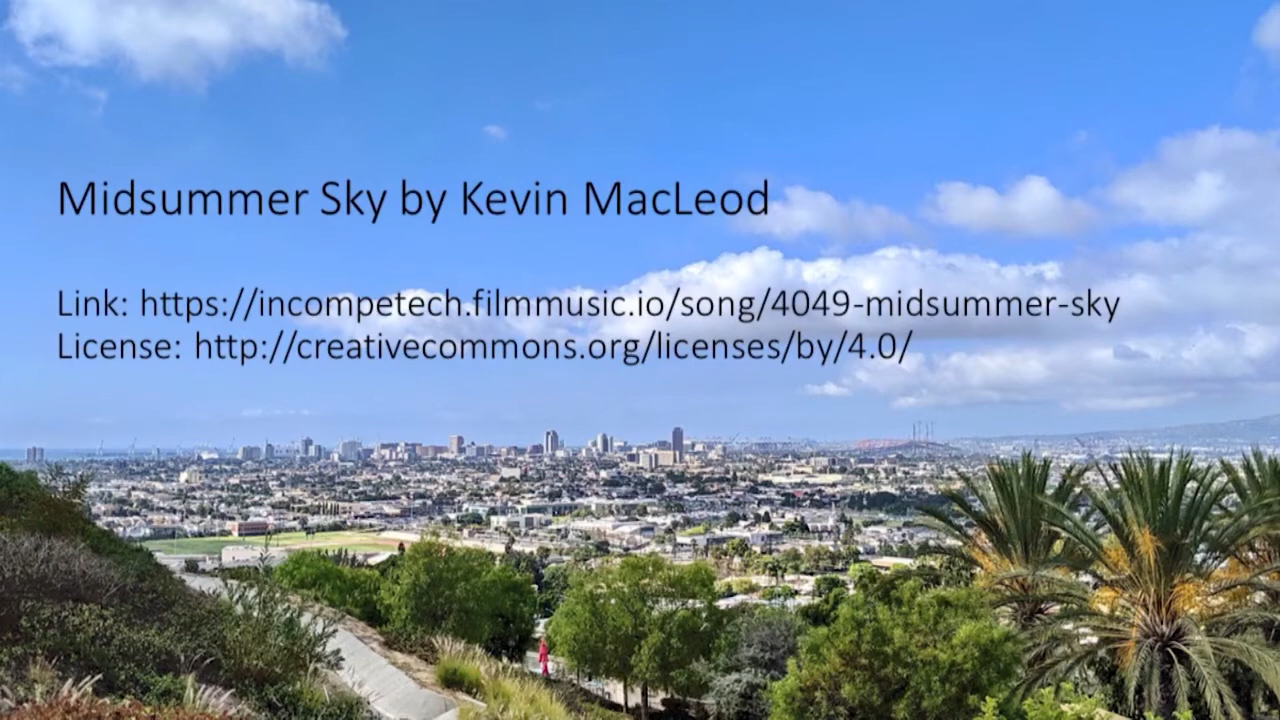 Midsummer Sky by Kevin MacLeod
Link: https://incompetech.filmmusic.io/song/4049-midsummer-sky
License: http://creativecommons.org/licenses/by/4.0/